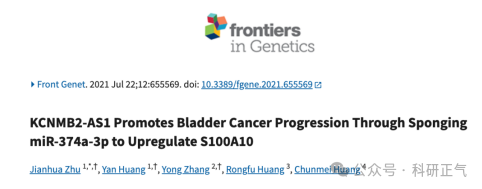 frontiers
in Genetics
Front Genet. 2021 Jul 22;12:655569. doi: 10.3389/fgene.2021.655569
KCNMB2-AS1 Promotes Bladder Cancer Progression Through Sponging
miR-374a-3p to Upregulate S100A10
Jianhua Zhu 1,*,†, Yan Huang 1,†, Yong Zhang 2,†, Rongfu Huang 3, Chunmei Huang 4
公众号 · 科研正气